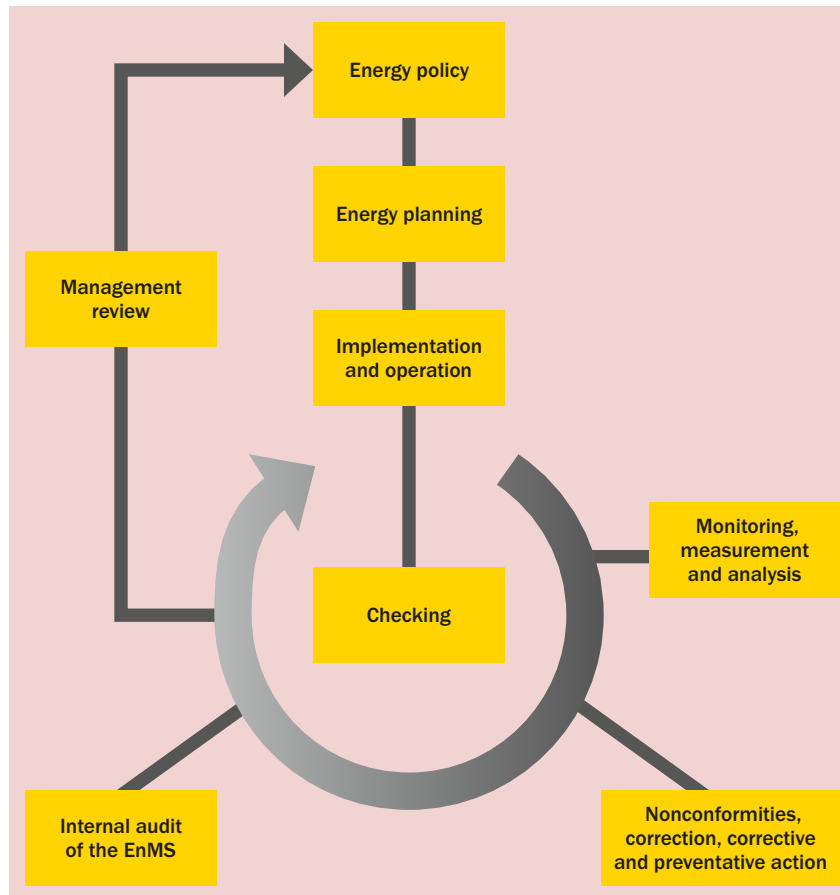 Energy policy
Energy planning
Management
review
Implementation
and operation
Monitoring,
measurement
and analysis
Checking
Internal audit
of the EnMS
Nonconformities,
correction, corrective
and preventative action